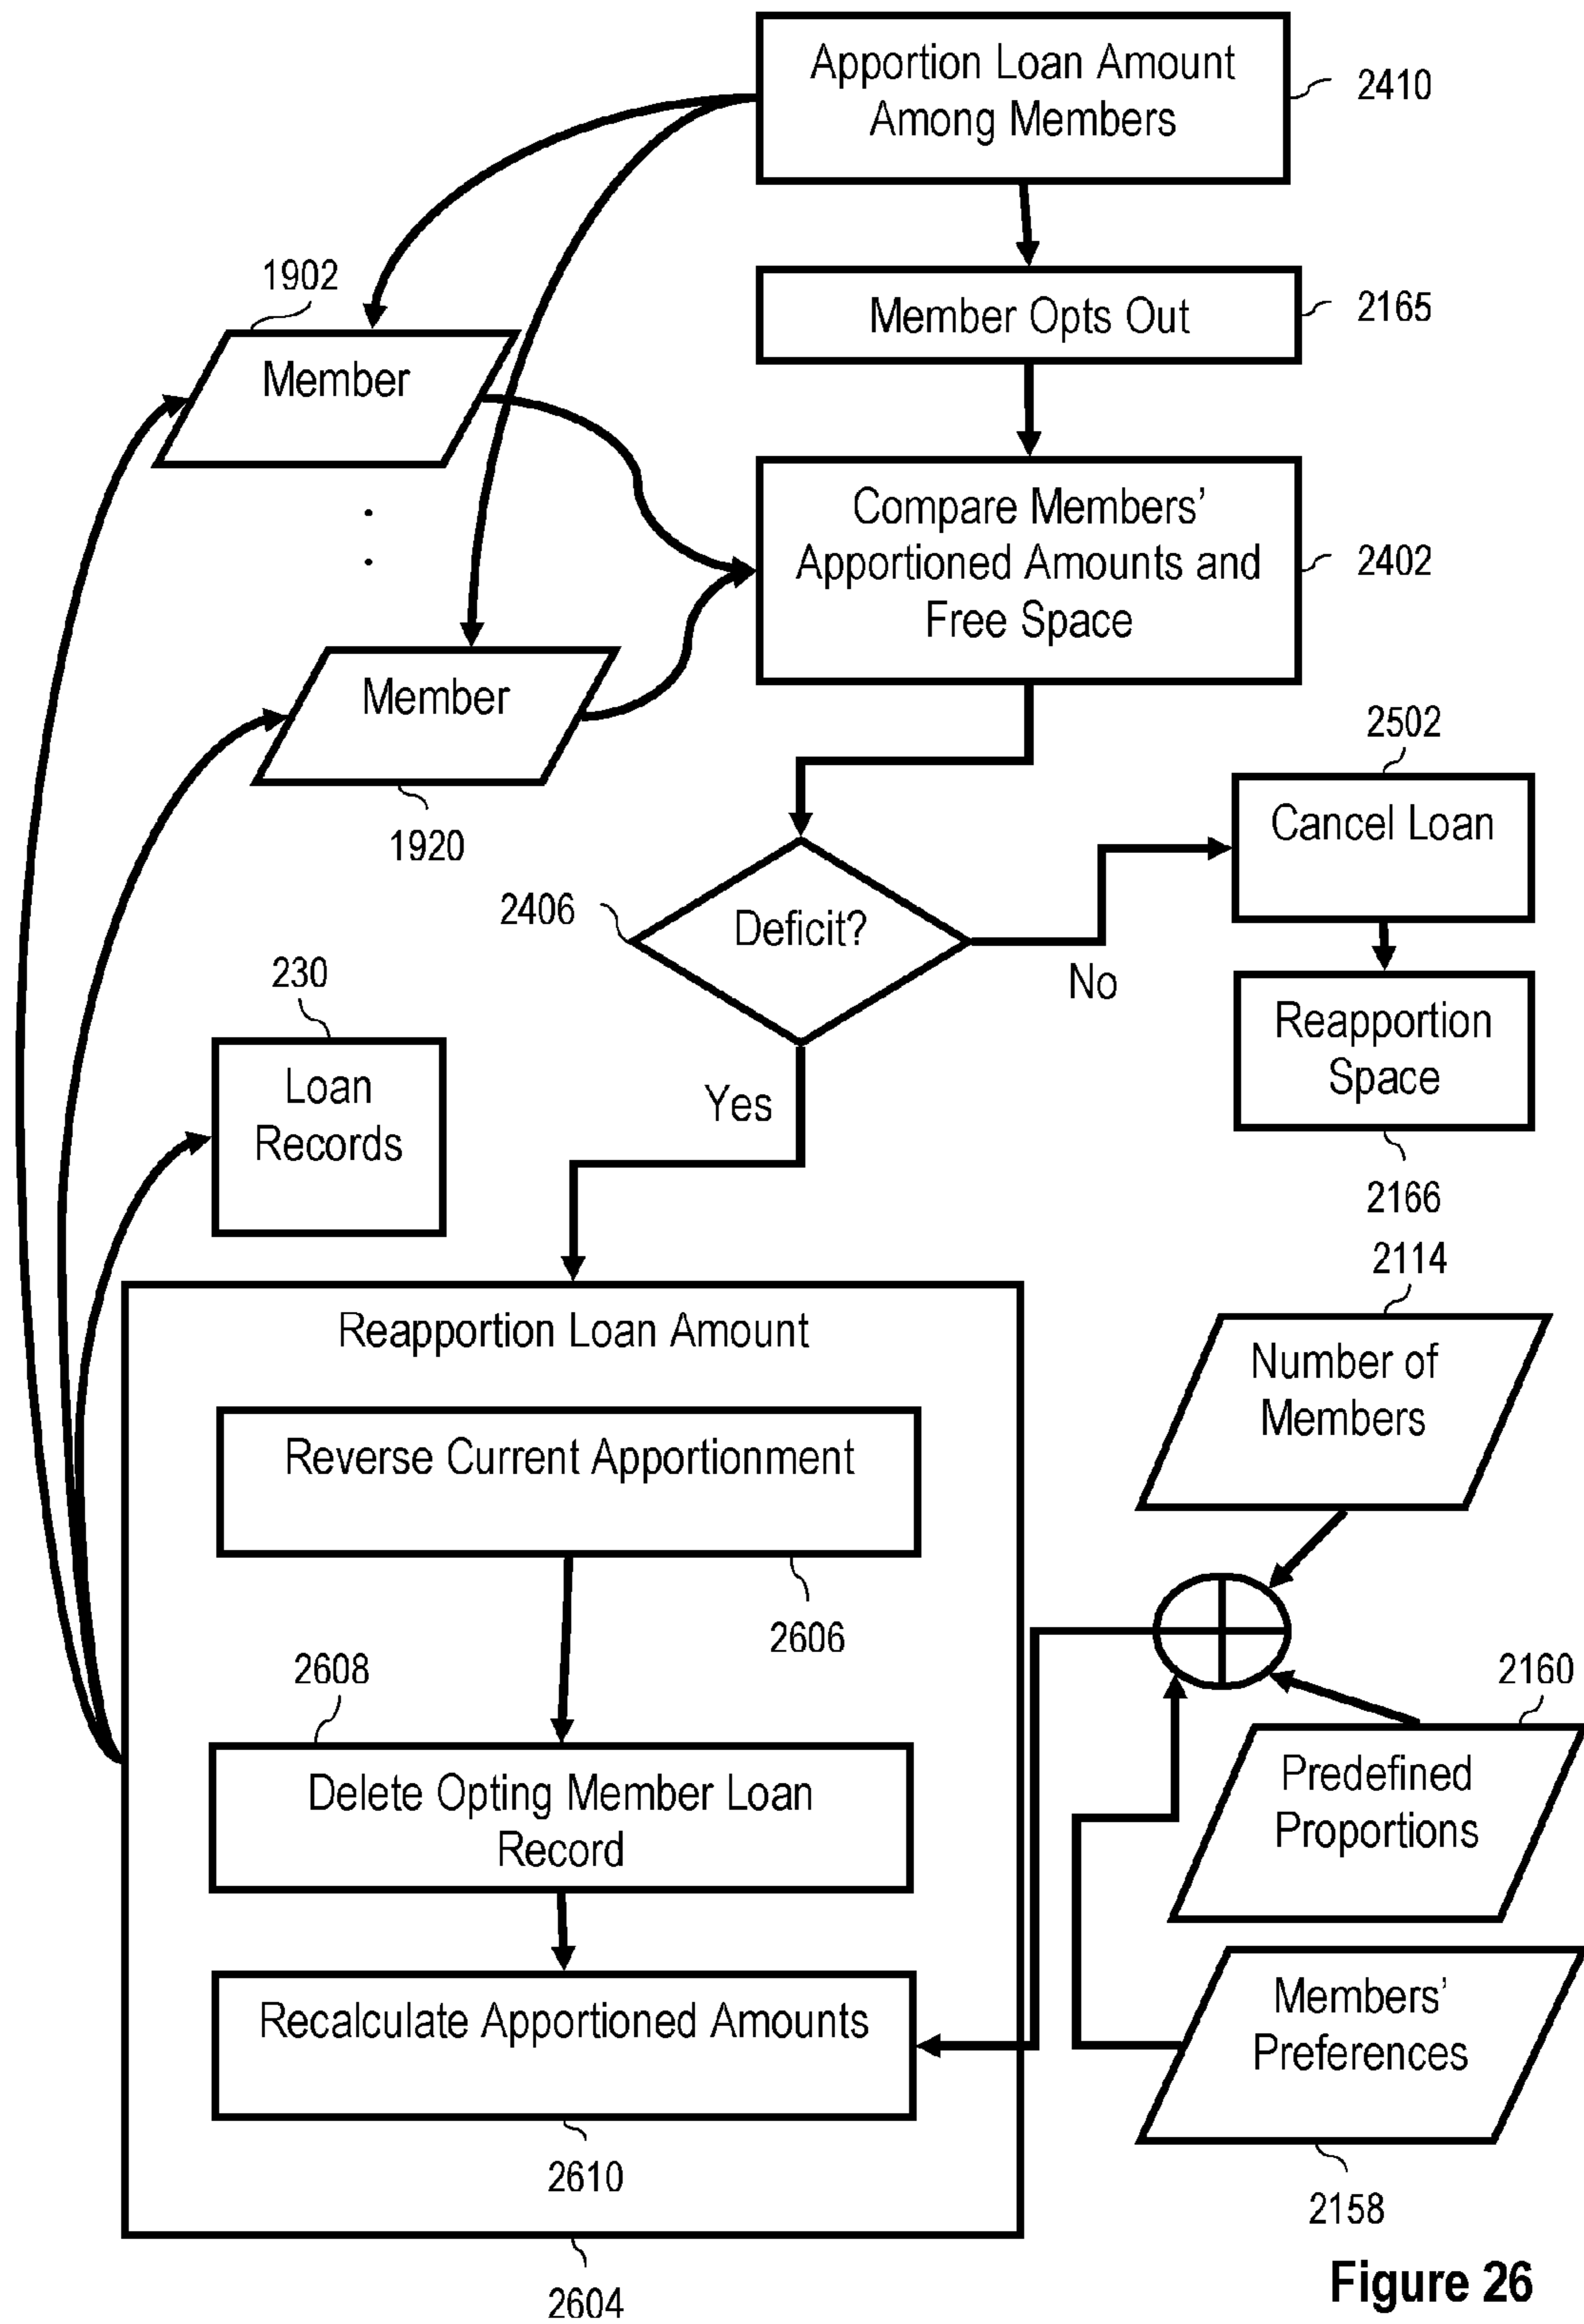 Apportion Loan Amount
Among Members
2410
1902
Member Opts Out
2165
Member
Compare Members'
Apportioned Amounts and
Free Space
2402
.
.
Member
1920
2502
Cancel Loan
2406
Deficit?
No
230
Reapportion
Space
Loan
Records
Yes
2166
2114
Reapportion Loan Amount
Number of
Members
Reverse Current Apportionment
2606
2608
2160
Delete Opting Member Loan
Record
Predefined
Proportions
Recalculate Apportioned Amounts
Members'
Preferences
2610
2158
2604
Figure 26